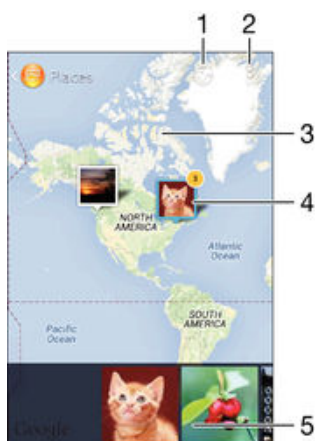 1 2
Places
3
4
NORTH
AMERICA
Atlantic
Ocean
SOUTH
AMERICA
Pacific
Ocean
5
Google